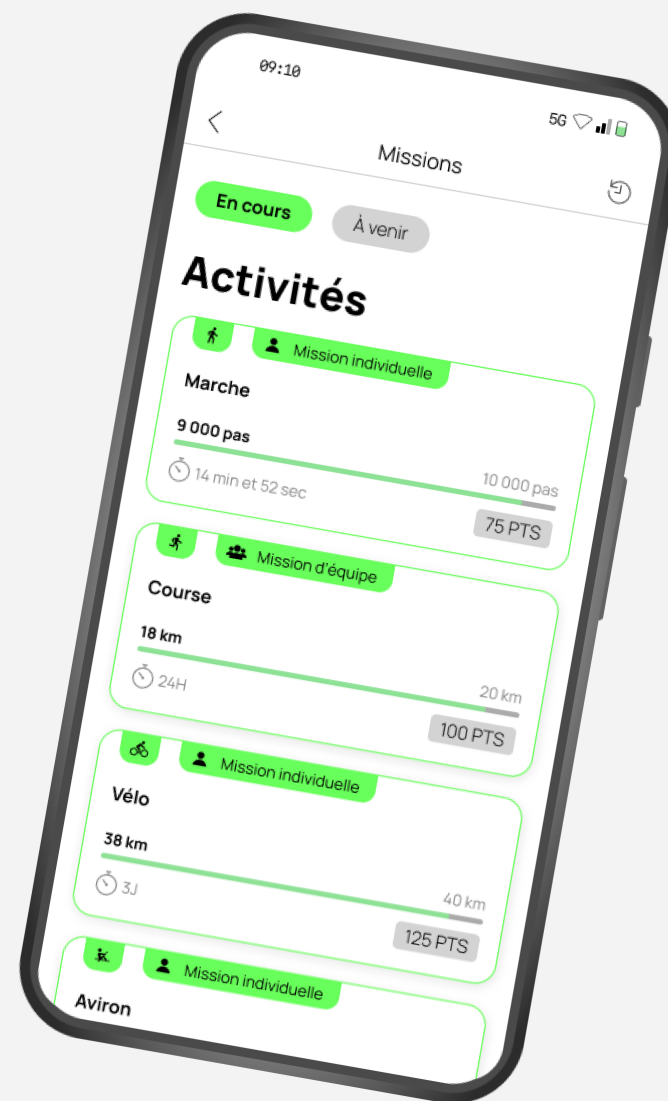 09:10
5G
Missions
En cours
À venir
Activités
Mission individuelle
Marche
9 000 pas
10 000 pas
14 min et 52 sec
75 PTS
Mission d'équipe
Course
18 km
20 km
24H
100 PTS
Mission individuelle
Vélo
38 km
40 km
3J
125 PTS
Mission individuelle
Aviron